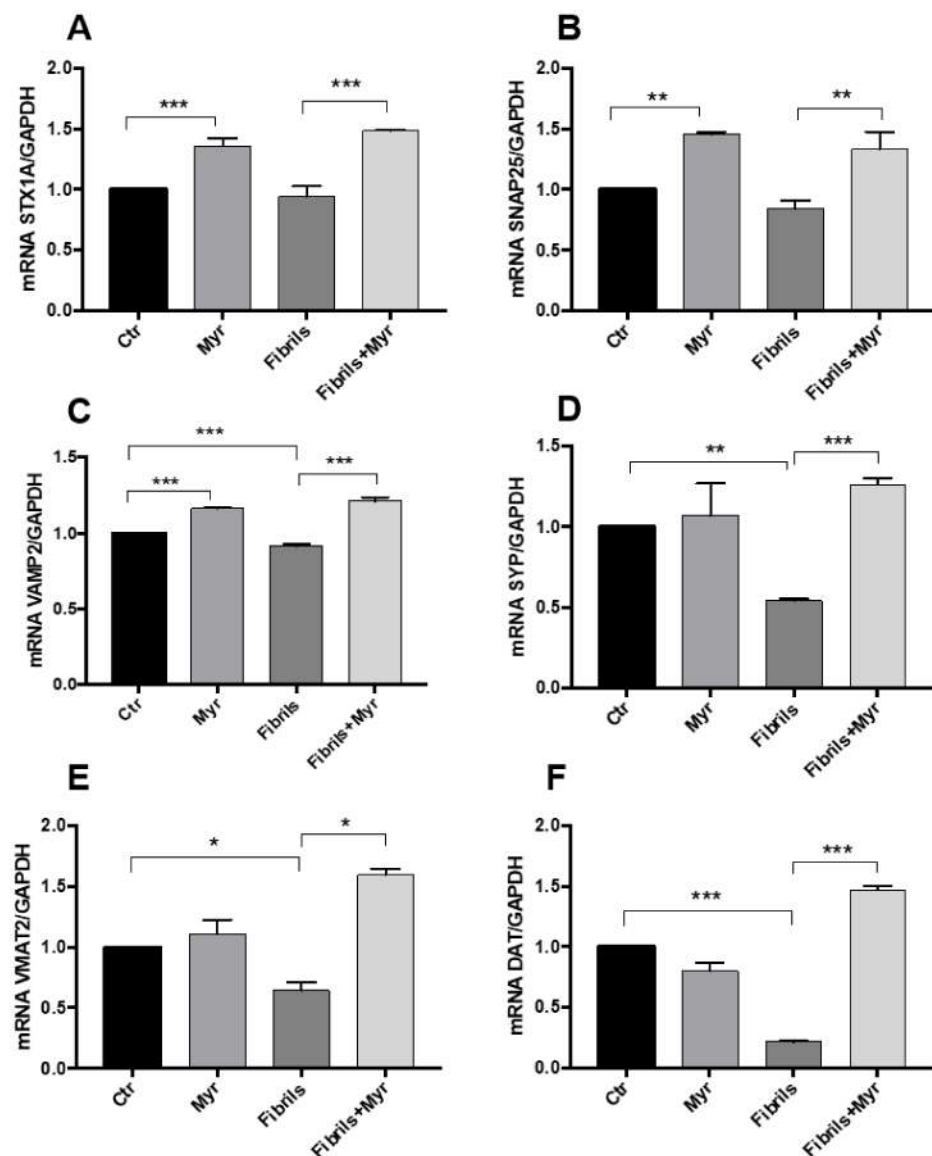 A
mRNA STX1A/GAPDH
2.0
1.5
1.0
0.5
0.0
***
***
Ctr
Myr
Fibrils
Fibrils+Myr
B
mRNA SNAP25/GAPDH
2.0
1.5
1.0
0.5
0.0
**
**
Ctr
Myr
Fibrils
Fibrils+Myr
C
mRNA VAMP2/GAPDH
1.5
1.0
0.5
0.0
***
***
***
Ctr
Myr
Fibrils
Fibrils+Myr
D
mRNA SYP/GAPDH
1.5
1.0
0.5
0.0
**
***
Ctr
Myr
Fibrils
Fibrils+Myr
E
mRNA VMAT2/GAPDH
2.0
1.5
1.0
0.5
0.0
*
*
Ctr
Myr
Fibrils
Fibrils+Myr
F
mRNA DAT/GAPDH
2.0
1.5
1.0
0.5
0.0
***
***
Ctr
Myr
Fibrils
Fibrils+Myr